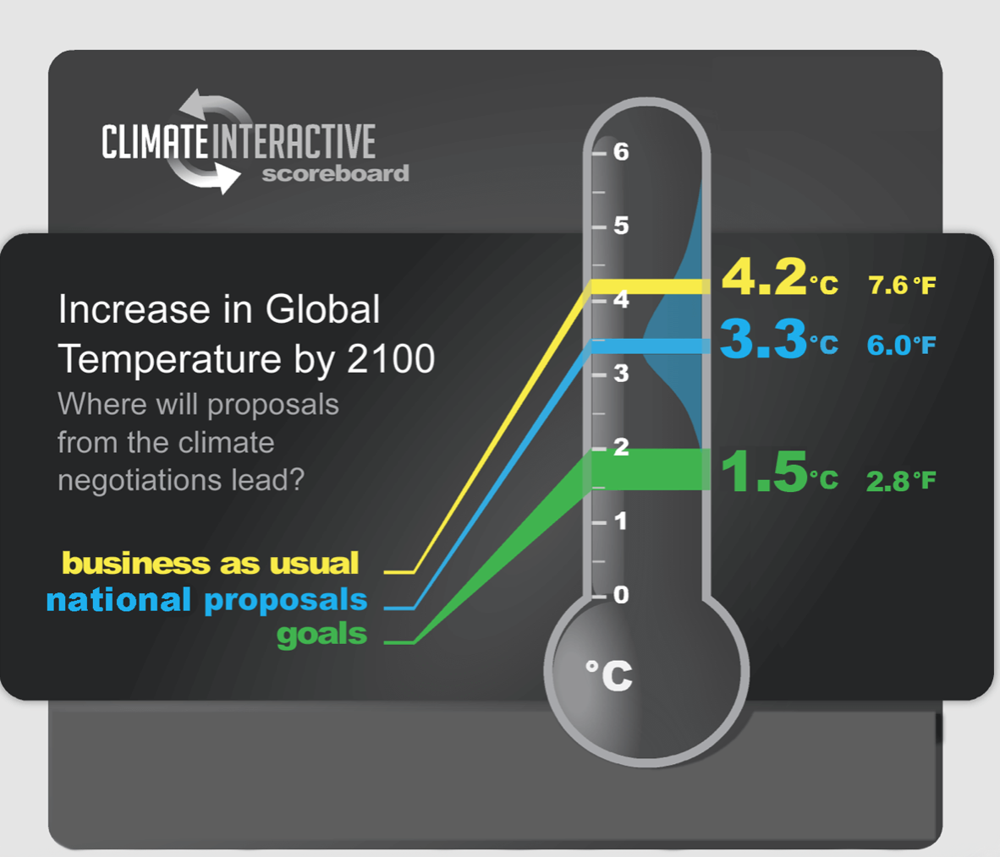 CLIMATE INTERACTIVE
scoreboard
Increase in Global
Temperature by 2100
Where will proposals
from the climate
negotiations lead?
business as usual
national proposals
goals
6
5
4
3
2
1
0
°C
4.2°C 7.6°F
3.3°C 6.0°F
1.5°C 2.8°F